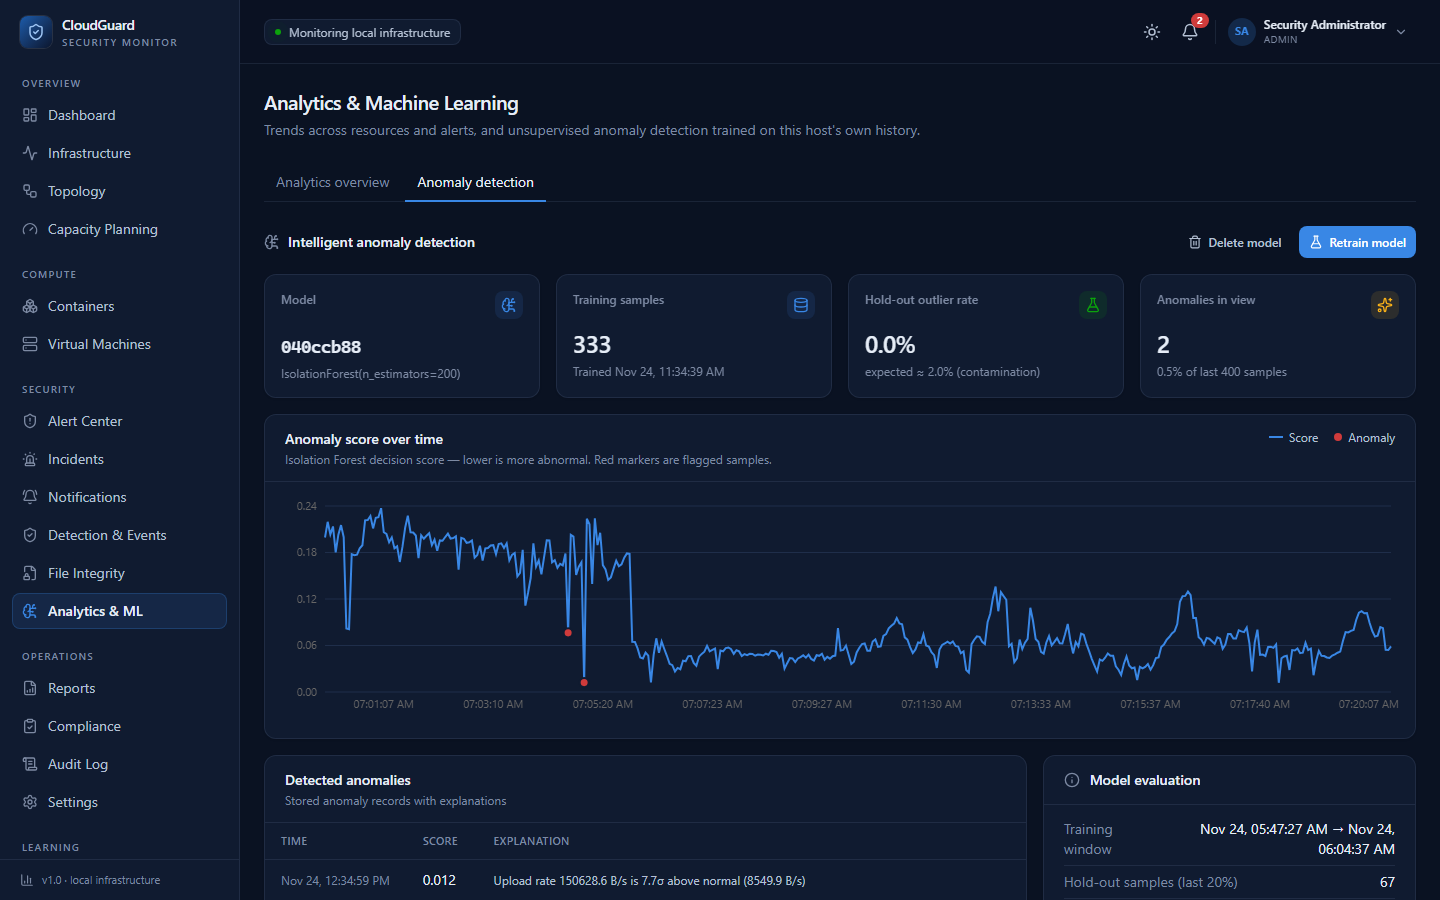 CloudGuard
SECURITY MONITOR
OVERVIEW
Dashboard
Infrastructure
Topology
Capacity Planning
COMPUTE
Containers
Virtual Machines
SECURITY
Alert Center
Incidents
Notifications
Detection & Events
File Integrity
Analytics & ML
OPERATIONS
Reports
Compliance
Audit Log
Settings
LEARNING
v1.0 · local infrastructure
Monitoring local infrastructure
2
SA
Security Administrator
ADMIN
Analytics & Machine Learning
Trends across resources and alerts, and unsupervised anomaly detection trained on this host's own history.
Analytics overview
Anomaly detection
Intelligent anomaly detection
Delete model
Retrain model
Model
040ccb88
IsolationForest(n_estimators=200)
Training samples
333
Trained Nov 24, 11:34:39 AM
Hold-out outlier rate
0.0%
expected ≈ 2.0% (contamination)
Anomalies in view
2
0.5% of last 400 samples
Anomaly score over time
Isolation Forest decision score — lower is more abnormal. Red markers are flagged samples.
Score
Anomaly
0.24
0.18
0.12
0.06
0.00
07:01:07 AM
07:03:10 AM
07:05:20 AM
07:07:23 AM
07:09:27 AM
07:11:30 AM
07:13:33 AM
07:15:37 AM
07:17:40 AM
07:20:07 AM
Detected anomalies
Stored anomaly records with explanations
TIME SCORE EXPLANATION
Nov 24, 12:34:59 PM 0.012 Upload rate 150628.6 B/s is 7.7σ above normal (8549.9 B/s)
Model evaluation
Training window
Nov 24, 05:47:27 AM → Nov 24, 06:04:37 AM
Hold-out samples (last 20%) 67